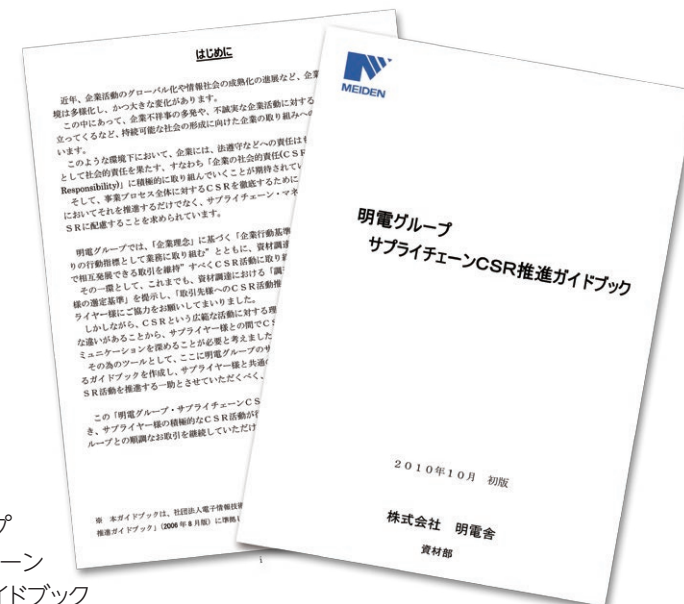 はじめに
近年、企業活動のグローバル化や情報社会の成熟化の進展など、企業
境は多様化し、かつ大きな変化があります。
この中にあって、企業不祥事の多発や、不誠実な企業活動に対する
立ってくるなど、持続可能な社会の形成に向けた企業の取り組みへの
います。
このような環境下において、企業には、法遵守などへの責任は
として社会的責任を果たす、すなわち「企業の社会的責任(CSR
Responsibility)」に積極的に取り組んでいくことが期待されてい
そして、事業プロセス全体に対するCSRを徹底するために
においてそれを推進するだけでなく、サプライチェーン・マネ
SRに配慮することを求められています。
明電グループでは、「企業理念」に基づく「企業行動基準
りの行動指標として業務に取り組む”とともに、資材調達
で相互発展できる取引を維持”すべくCSR活動に取り組
その一環として、これまでも、資材調達における「調
様の選定基準」を提示し、「取引先様へのCSR活動推
ライヤー様にご協力をお願いしてまいりました。
しかしながら、CSRという広範な活動に対する理
な違いがあることから、サプライヤー様との間でCS
ミュニケーションを深めることが必要と考えました
その為のツールとして、ここに明電グループのサ
るガイドブックを作成し、サプライヤー様と共通の
SR活動を推進する一助とさせていただくべく、
この「明電グループ・サプライチェーンCS
き、サプライヤー様の積極的なCSR活動が行
ループとの順調なお取引を継続していただけ
※ 本ガイドブックは、社団法人電子情報技術
推進ガイドブック」(2006年8月版)に準拠し
i
MEIDEN
明電グループ
サプライチェーンCSR推進ガイドブック
2010年10月 初版
株式会社 明電舎
資材部
プ
ーン
イドブック